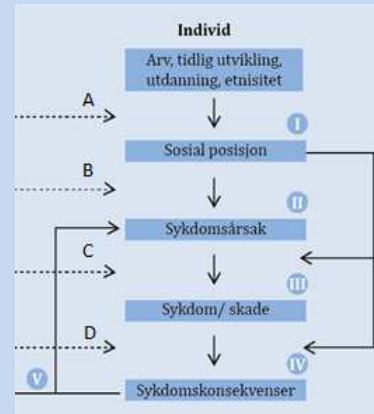 Individ
Arv, tidlig utvikling,
utdanning, etnisitet
A
I
Sosial posisjon
B
II
Sykdomsårsak
C
III
Sykdom/ skade
D
IV
V
Sykdomskonsekvenser